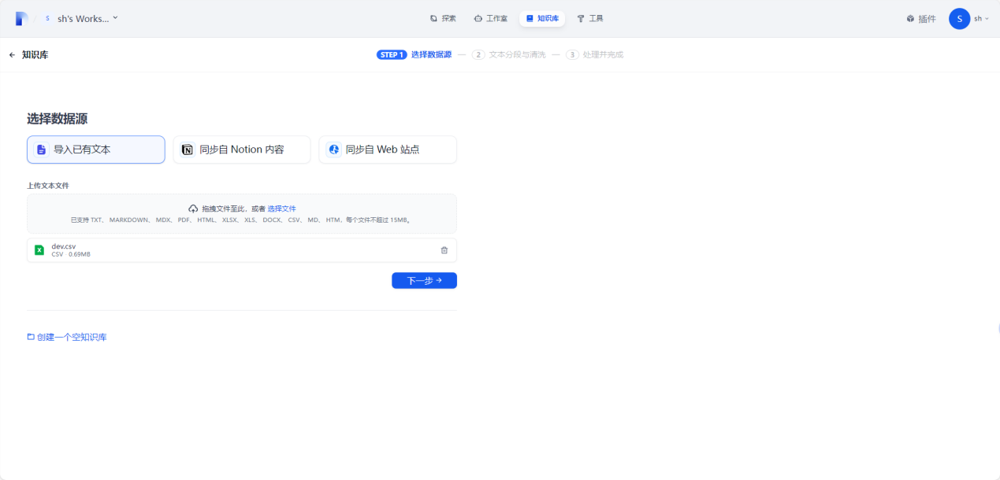 S sh's Works... 探索 工作室 知识库 工具 插件 S sh
知识库 STEP 1 选择数据源 2 文本分段与清洗 3 处理并完成
选择数据源
导入已有文本 同步自 Notion 内容 同步自 Web 站点
上传文本文件
拖拽文件至此，或者 选择文件
已支持 TXT、 MARKDOWN、 MDX、 PDF、 HTML、 XLSX、 XLS、 DOCX、 CSV、 MD、 HTM，每个文件不超过 15MB。
dev.csv
CSV · 0.69MB
下一步
创建一个空知识库